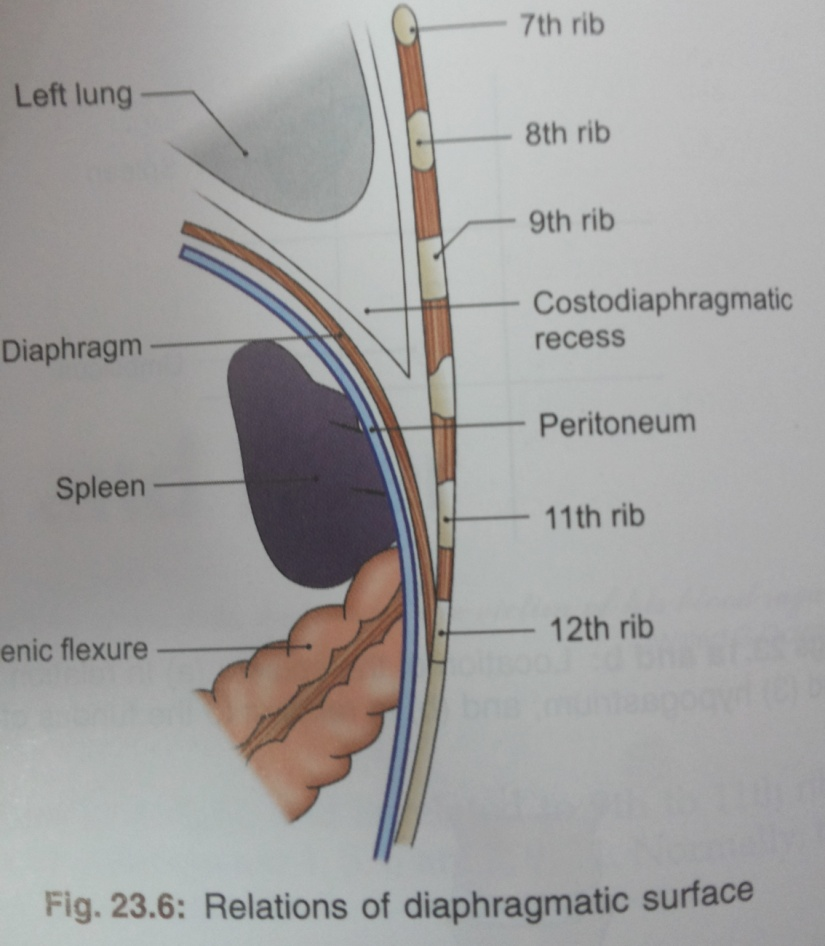 7th rib
Left lung
8th rib
9th rib
Costodiaphragmatic
recess
Diaphragm
Peritoneum
Spleen
11th rib
12th rib
enic flexure
Fig. 23.6: Relations of diaphragmatic surface